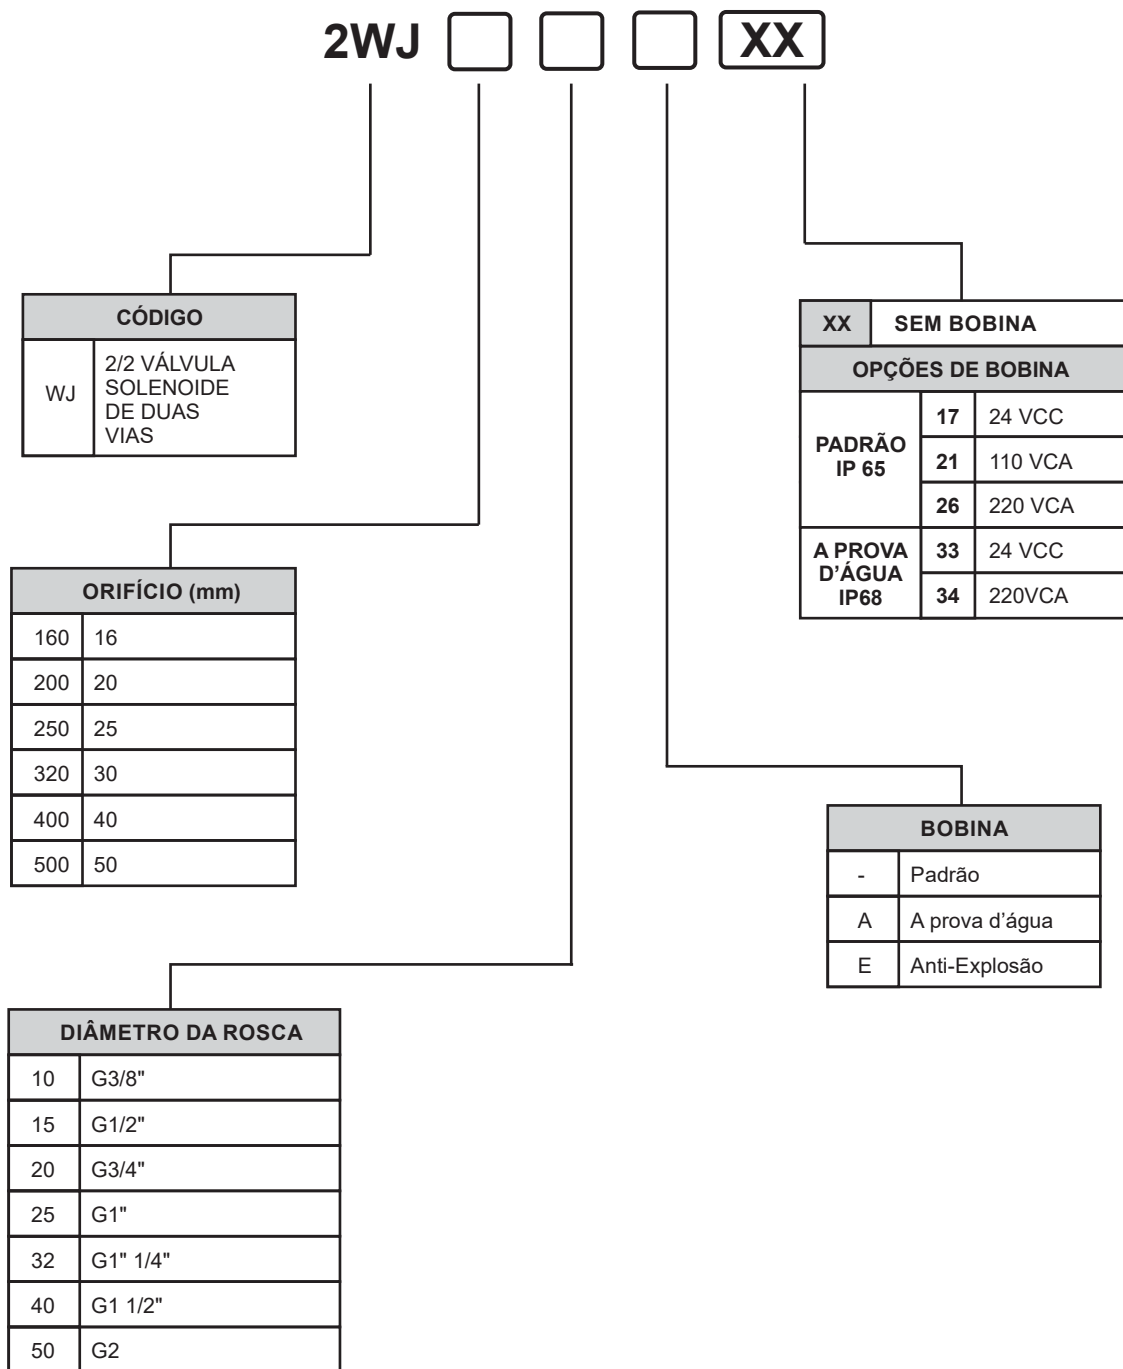 2WJ XX
CÓDIGO
WJ
2/2 VÁLVULA
SOLENOIDE
DE DUAS
VIAS
XX SEM BOBINA
OPÇÕES DE BOBINA
PADRÃO
IP 65
17 24 VCC
21 110 VCA
26 220 VCA
A PROVA
D’ÁGUA
IP68
33 24 VCC
34 220VCA
ORIFÍCIO (mm)
160 16
200 20
250 25
320 30
400 40
500 50
BOBINA
- Padrão
A A prova d’água
E Anti-Explosão
DIÂMETRO DA ROSCA
10 G3/8"
15 G1/2"
20 G3/4"
25 G1"
32 G1" 1/4"
40 G1 1/2"
50 G2